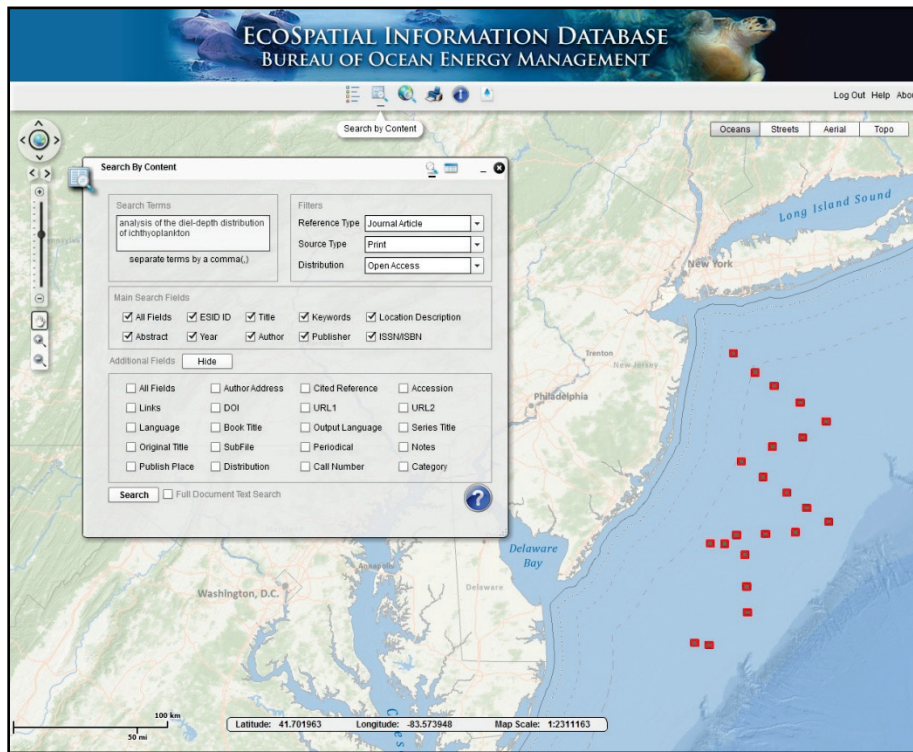 ECOSPATIAL INFORMATION DATABASE
BUREAU OF OCEAN ENERGY MANAGEMENT
Log Out Help Abou
Search by Content
Oceans Streets Aerial Topo
Search By Content
Search Terms
analysis of the diel-depth distribution
of ichthyoplankton
separate terms by a comma(,)
Filters
Reference Type Journal Article
Source Type Print
Distribution Open Access
Main Search Fields
All Fields ESID ID Title Keywords Location Description
Abstract Year Author Publisher ISSN/ISBN
Additional Fields Hide
All Fields Author Address Cited Reference Accession
Links DOI URL1 URL2
Language Book Title Output Language Series Title
Original Title SubFile Periodical Notes
Publish Place Distribution Call Number Category
Search Full Document Text Search
?
Long Island Sound
New York
Trenton
New Jersey
Philadelphia
Delaware
Bay
Annapolis
Delaware
Washington, D.C.
100 km
50 mi
Latitude: 41.701963 Longitude: -83.573948 Map Scale: 1:2311163